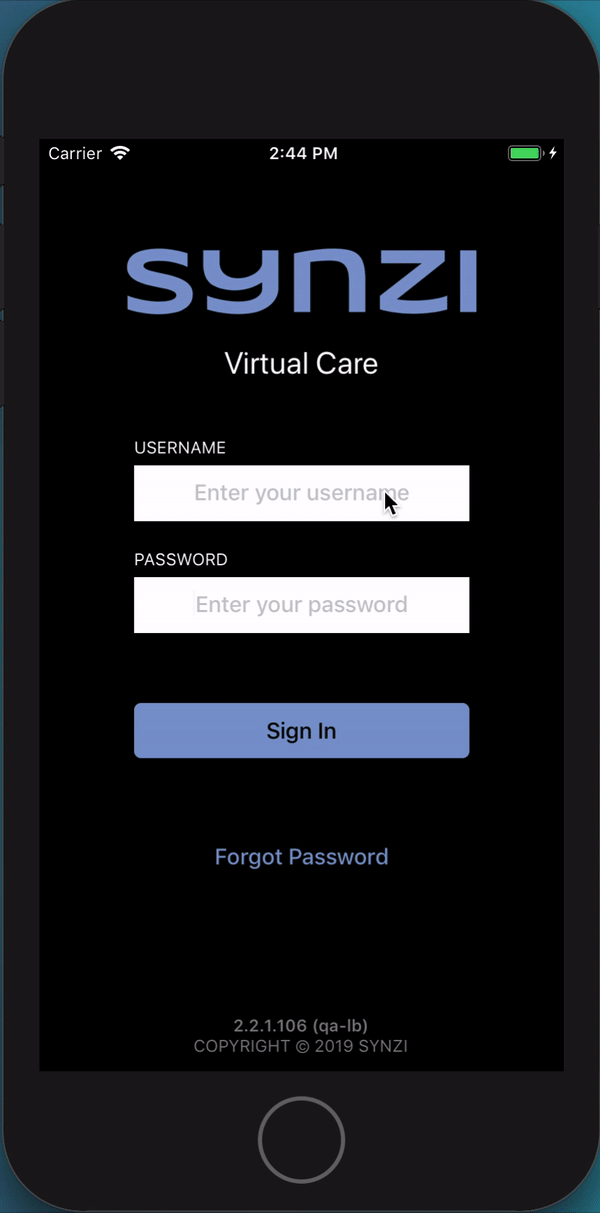 Carrier 2:44 PM
synzi
Virtual Care
USERNAME
Enter your username
PASSWORD
Enter your password
Sign In
Forgot Password
2.2.1.106 (qa-lb)
COPYRIGHT © 2019 SYNZI